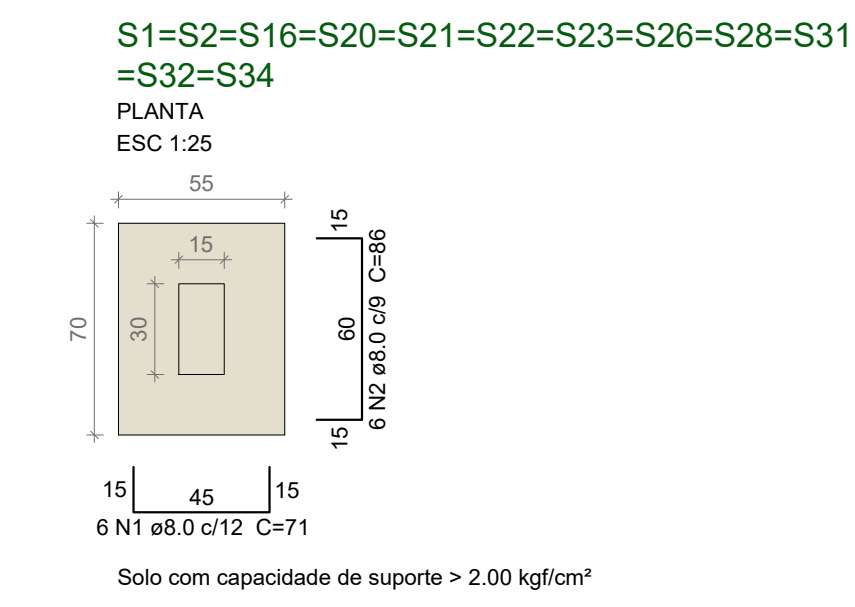 S1=S2=S16=S20=S21=S22=S23=S26=S28=S31
=S32=S34
PLANTA
ESC 1:25
55
15
70
30
15
60
15
6 N2 ø8.0 c/9 C=86
15
45
15
6 N1 ø8.0 c/12 C=71
Solo com capacidade de suporte > 2.00 kgf/cm²